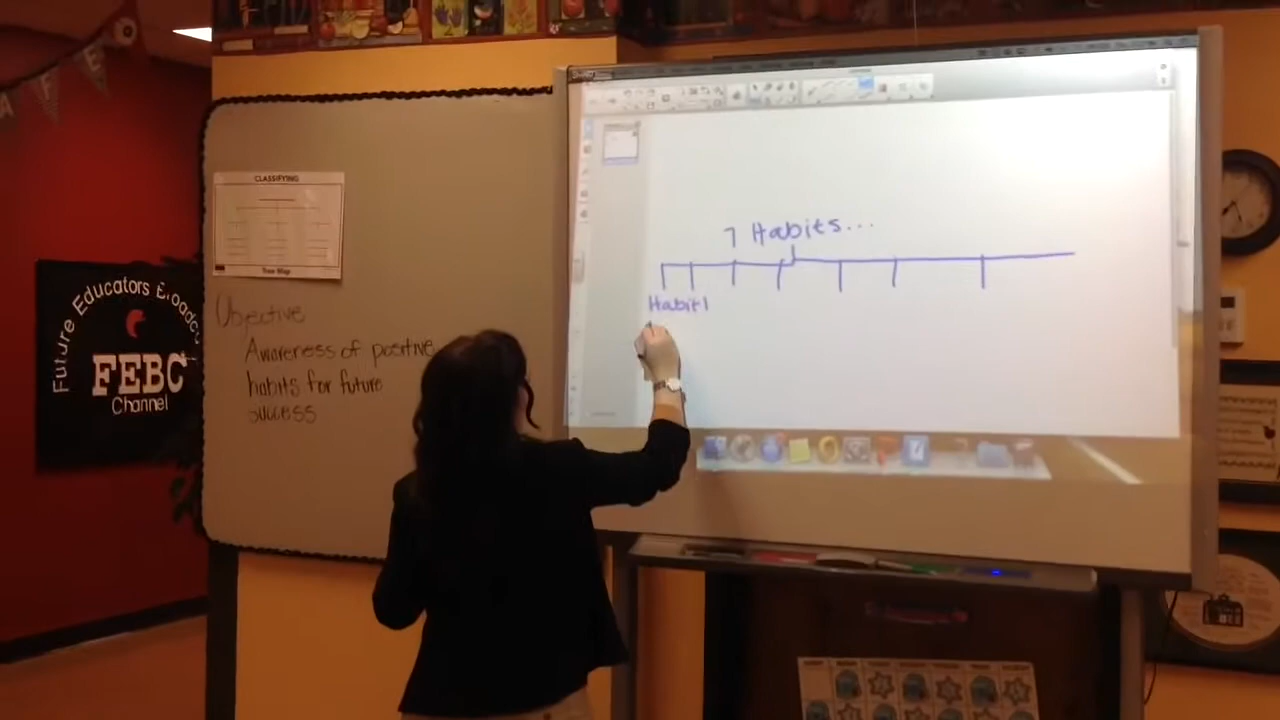 CLASSIFYING
Tree Map
Objective
Awareness of positive
habits for future
success
Future Educators
FEBC
Channel
7 Habits...
Habit 1